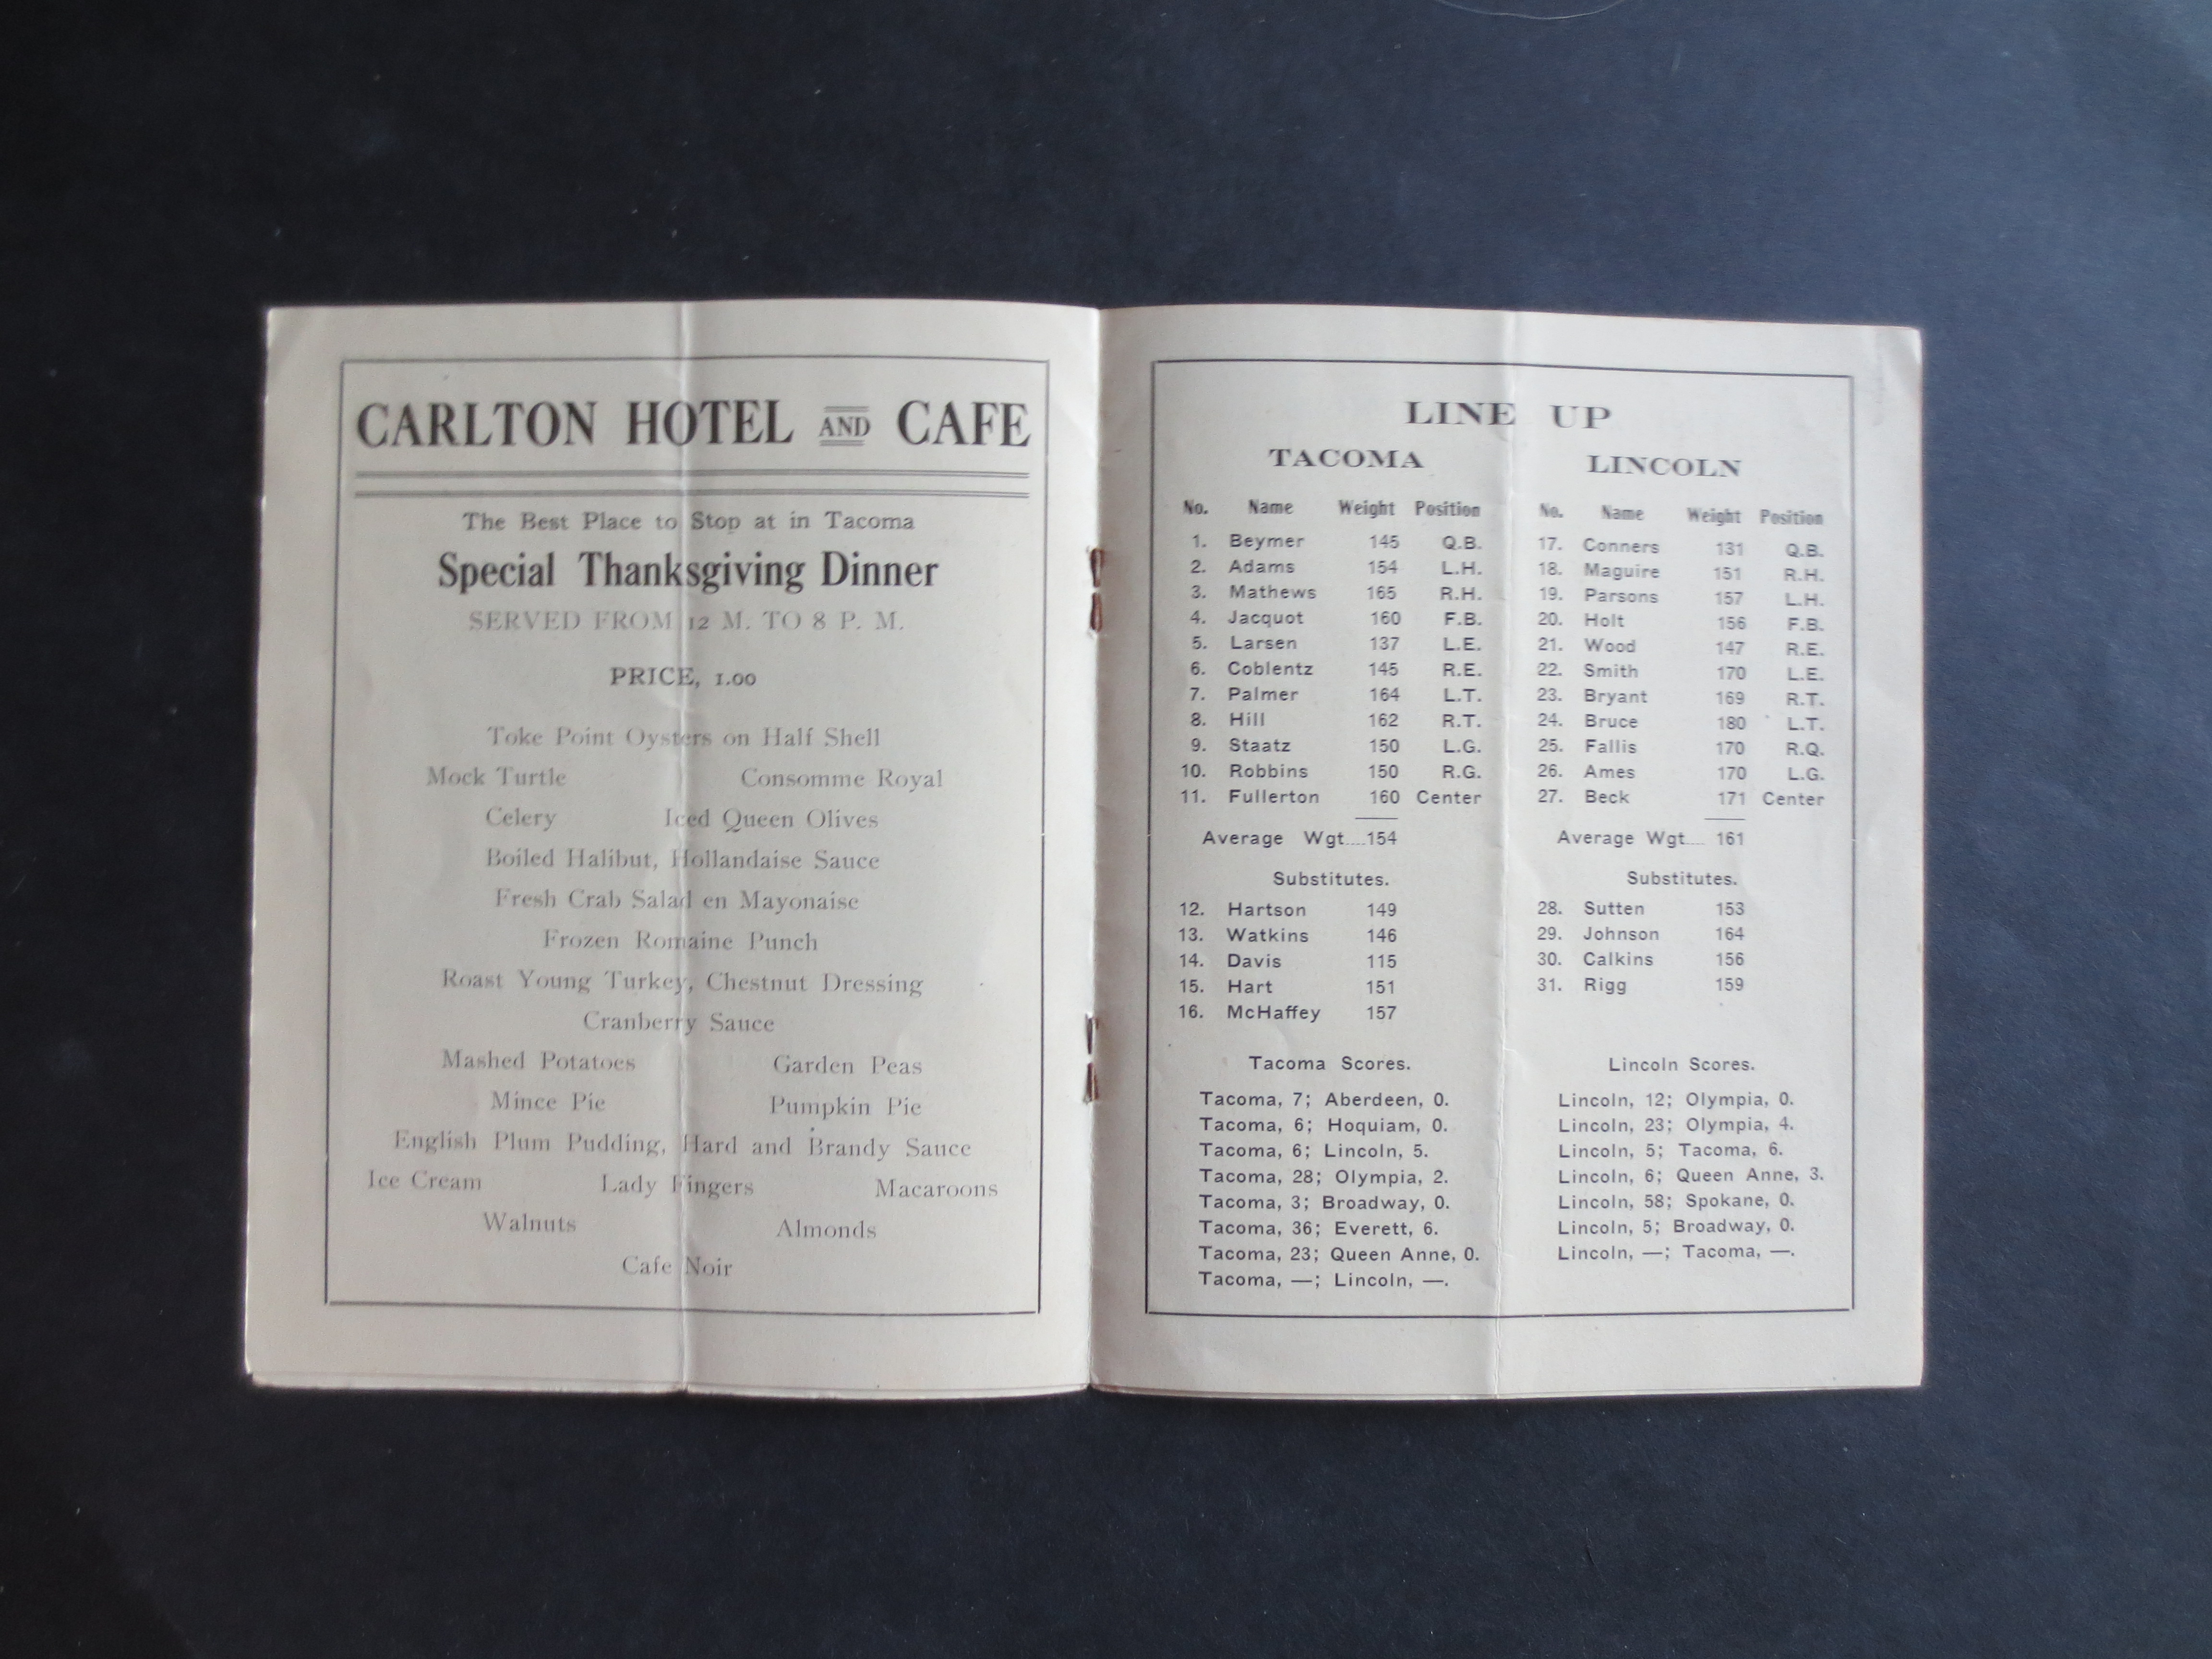 CARLTON HOTEL AND CAFE
The Best Place to Stop at in Tacoma
Special Thanksgiving Dinner
SERVED FROM 12 M. TO 8 P. M.
PRICE, 1.00
Toke Point Oysters on Half Shell
Mock Turtle Consomme Royal
Celery Iced Queen Olives
Boiled Halibut, Hollandaise Sauce
Fresh Crab Salad en Mayonaise
Frozen Romaine Punch
Roast Young Turkey, Chestnut Dressing
Cranberry Sauce
Mashed Potatoes Garden Peas
Mince Pie Pumpkin Pie
English Plum Pudding, Hard and Brandy Sauce
Ice Cream Lady Fingers Macaroons
Walnuts Almonds
Cafe Noir
LINE UP
TACOMA
No. Name Weight Position
1. Beymer 145 Q.B.
2. Adams 154 L.H.
3. Mathews 165 R.H.
4. Jacquot 160 F.B.
5. Larsen 137 L.E.
6. Coblentz 145 R.E.
7. Palmer 164 L.T.
8. Hill 162 R.T.
9. Staatz 150 L.G.
10. Robbins 150 R.G.
11. Fullerton 160 Center
Average Wgt....154
Substitutes.
12. Hartson 149
13. Watkins 146
14. Davis 115
15. Hart 151
16. McHaffey 157
Tacoma Scores.
Tacoma, 7; Aberdeen, 0.
Tacoma, 6; Hoquiam, 0.
Tacoma, 6; Lincoln, 5.
Tacoma, 28; Olympia, 2.
Tacoma, 3; Broadway, 0.
Tacoma, 36; Everett, 6.
Tacoma, 23; Queen Anne, 0.
Tacoma, —; Lincoln, —.
LINCOLN
No. Name Weight Position
17. Conners 131 Q.B.
18. Maguire 151 R.H.
19. Parsons 157 L.H.
20. Holt 156 F.B.
21. Wood 147 R.E.
22. Smith 170 L.E.
23. Bryant 169 R.T.
24. Bruce 180 L.T.
25. Fallis 170 R.Q.
26. Ames 170 L.G.
27. Beck 171 Center
Average Wgt.... 161
Substitutes.
28. Sutten 153
29. Johnson 164
30. Calkins 156
31. Rigg 159
Lincoln Scores.
Lincoln, 12; Olympia, 0.
Lincoln, 23; Olympia, 4.
Lincoln, 5; Tacoma, 6.
Lincoln, 6; Queen Anne, 3.
Lincoln, 58; Spokane, 0.
Lincoln, 5; Broadway, 0.
Lincoln, —; Tacoma, —.